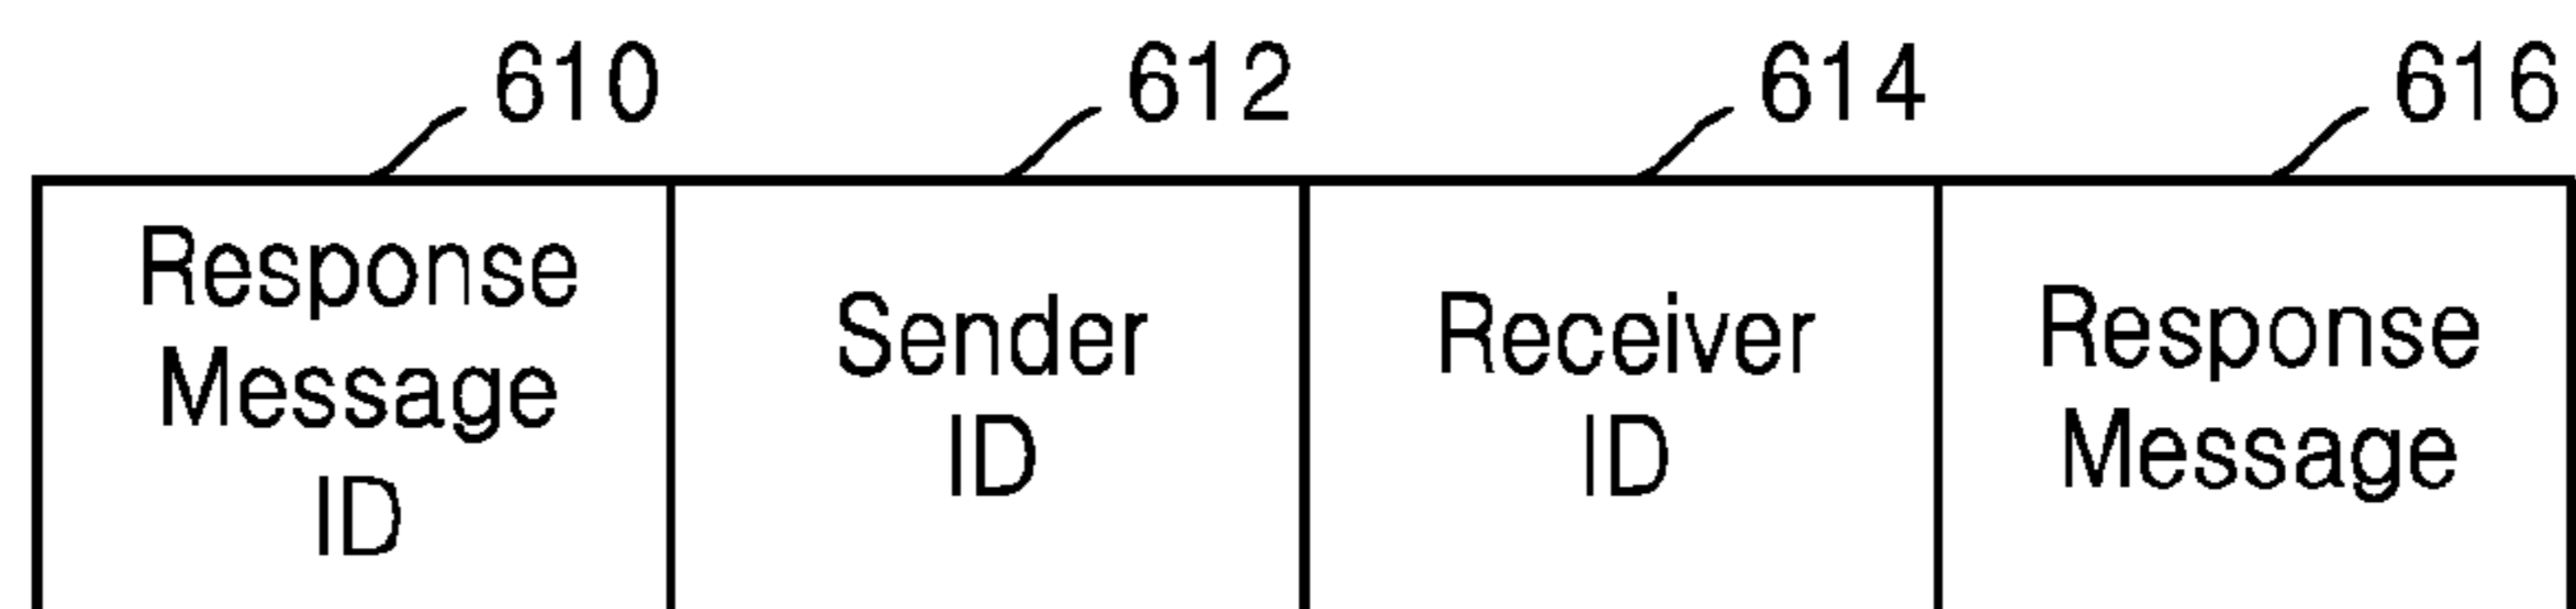 610 612 614 616
Response
Message
ID
Sender
ID
Receiver
ID
Response
Message